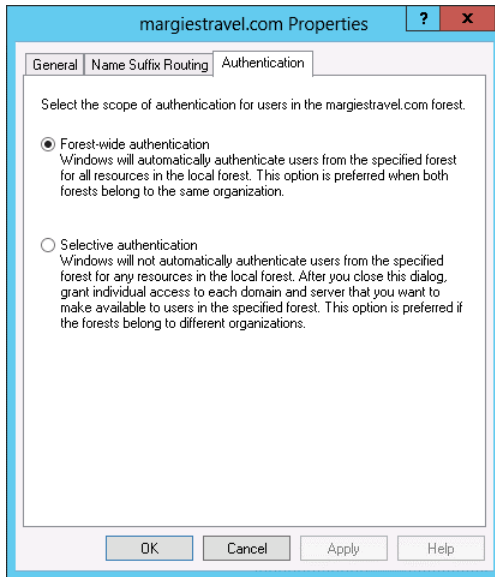 margiestravel.com Properties
? x
General Name Suffix Routing Authentication
Select the scope of authentication for users in the margiestravel.com forest.
Forest-wide authentication
Windows will automatically authenticate users from the specified forest
for all resources in the local forest. This option is preferred when both
forests belong to the same organization.
Selective authentication
Windows will not automatically authenticate users from the specified
forest for any resources in the local forest. After you close this dialog,
grant individual access to each domain and server that you want to
make available to users in the specified forest. This option is preferred if
the forests belong to different organizations.
OK Cancel Apply Help